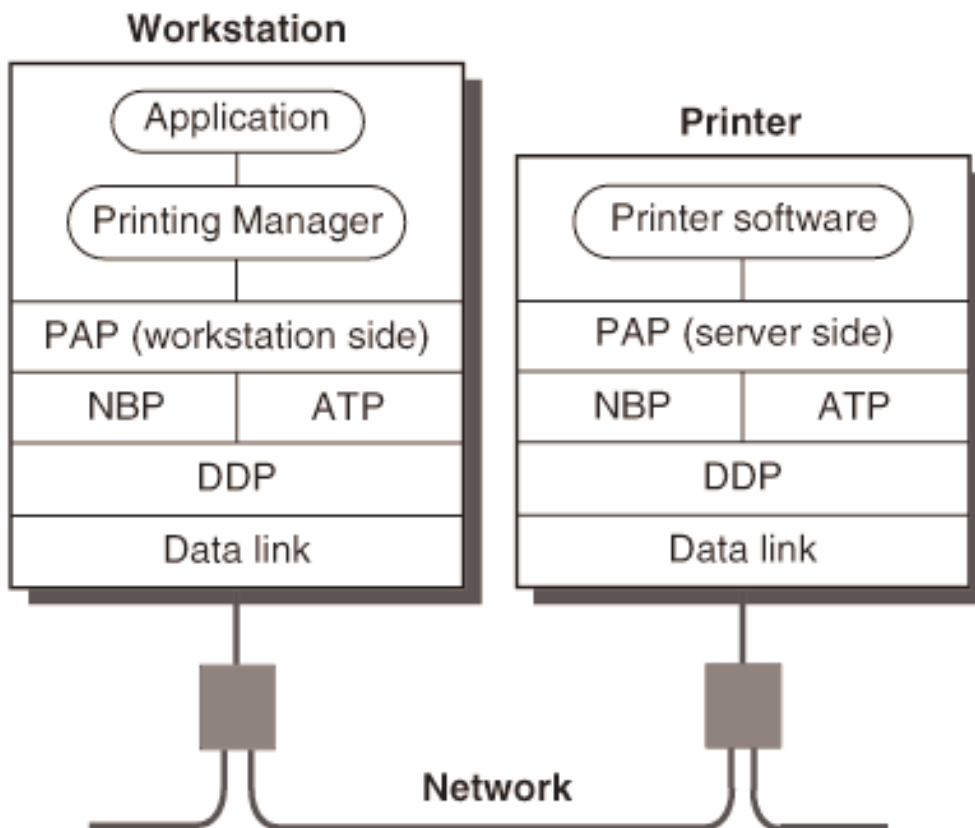 Workstation
Application
Printing Manager
PAP (workstation side)
NBP
ATP
DDP
Data link
Printer
Printer software
PAP (server side)
NBP
ATP
DDP
Data link
Network